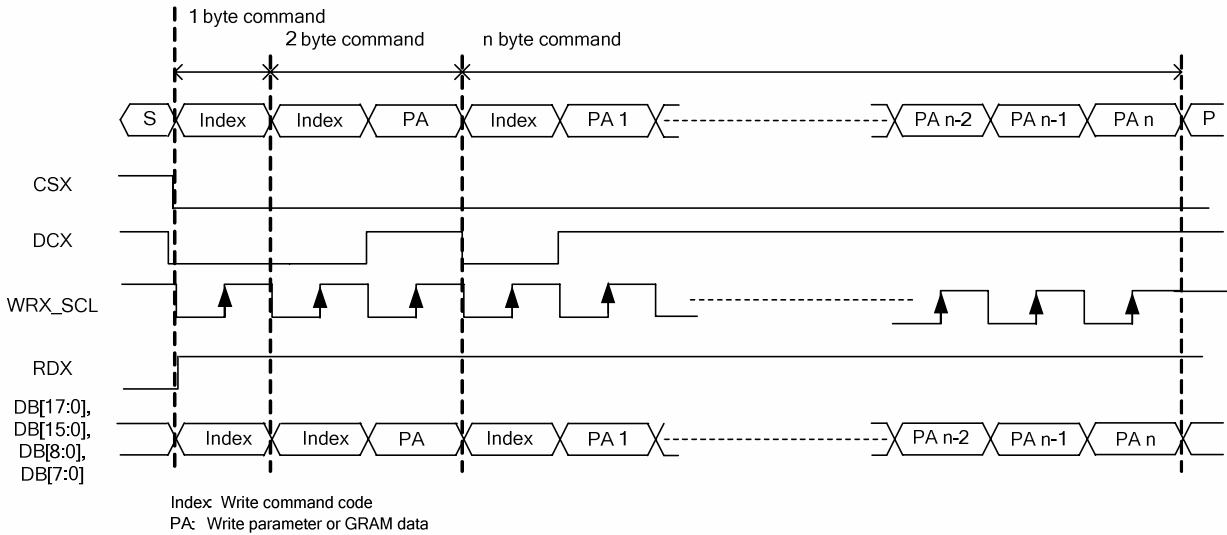 1 byte command
2 byte command
n byte command
S Index Index PA Index PA 1 PA n-2 PA n-1 PA n P
CSX
DCX
WRX_SCL
RDX
DB[17:0],
DB[15:0],
DB[8:0],
DB[7:0]
Index Index PA Index PA 1 PA n-2 PA n-1 PA n
Index: Write command code
PA: Write parameter or GRAM data